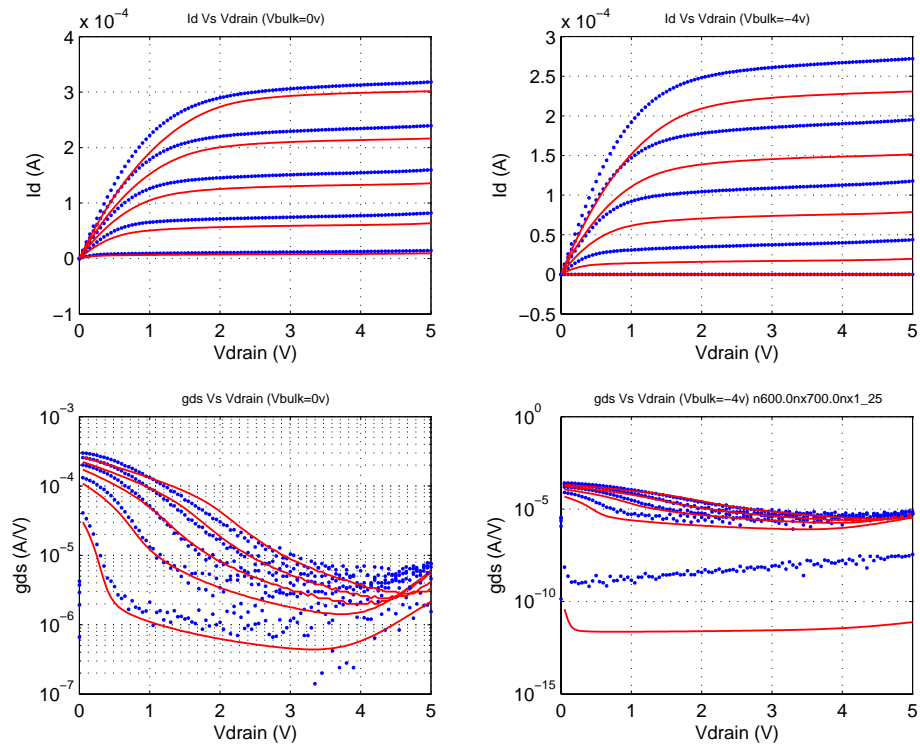 Id Vs Vdrain (Vbulk=0v)
x 10^-4
4
3
2
1
0
−1
0 1 2 3 4 5
Id (A)
Vdrain (V)
Id Vs Vdrain (Vbulk=−4v)
x 10^-4
3
2.5
2
1.5
1
0.5
0
−0.5
0 1 2 3 4 5
Id (A)
Vdrain (V)
gds Vs Vdrain (Vbulk=0v)
10^-3
10^-4
10^-5
10^-6
10^-7
0 1 2 3 4 5
gds (A/V)
Vdrain (V)
gds Vs Vdrain (Vbulk=−4v) n600.0nx700.0nx1_25
10^0
10^-5
10^-10
10^-15
0 1 2 3 4 5
gds (A/V)
Vdrain (V)